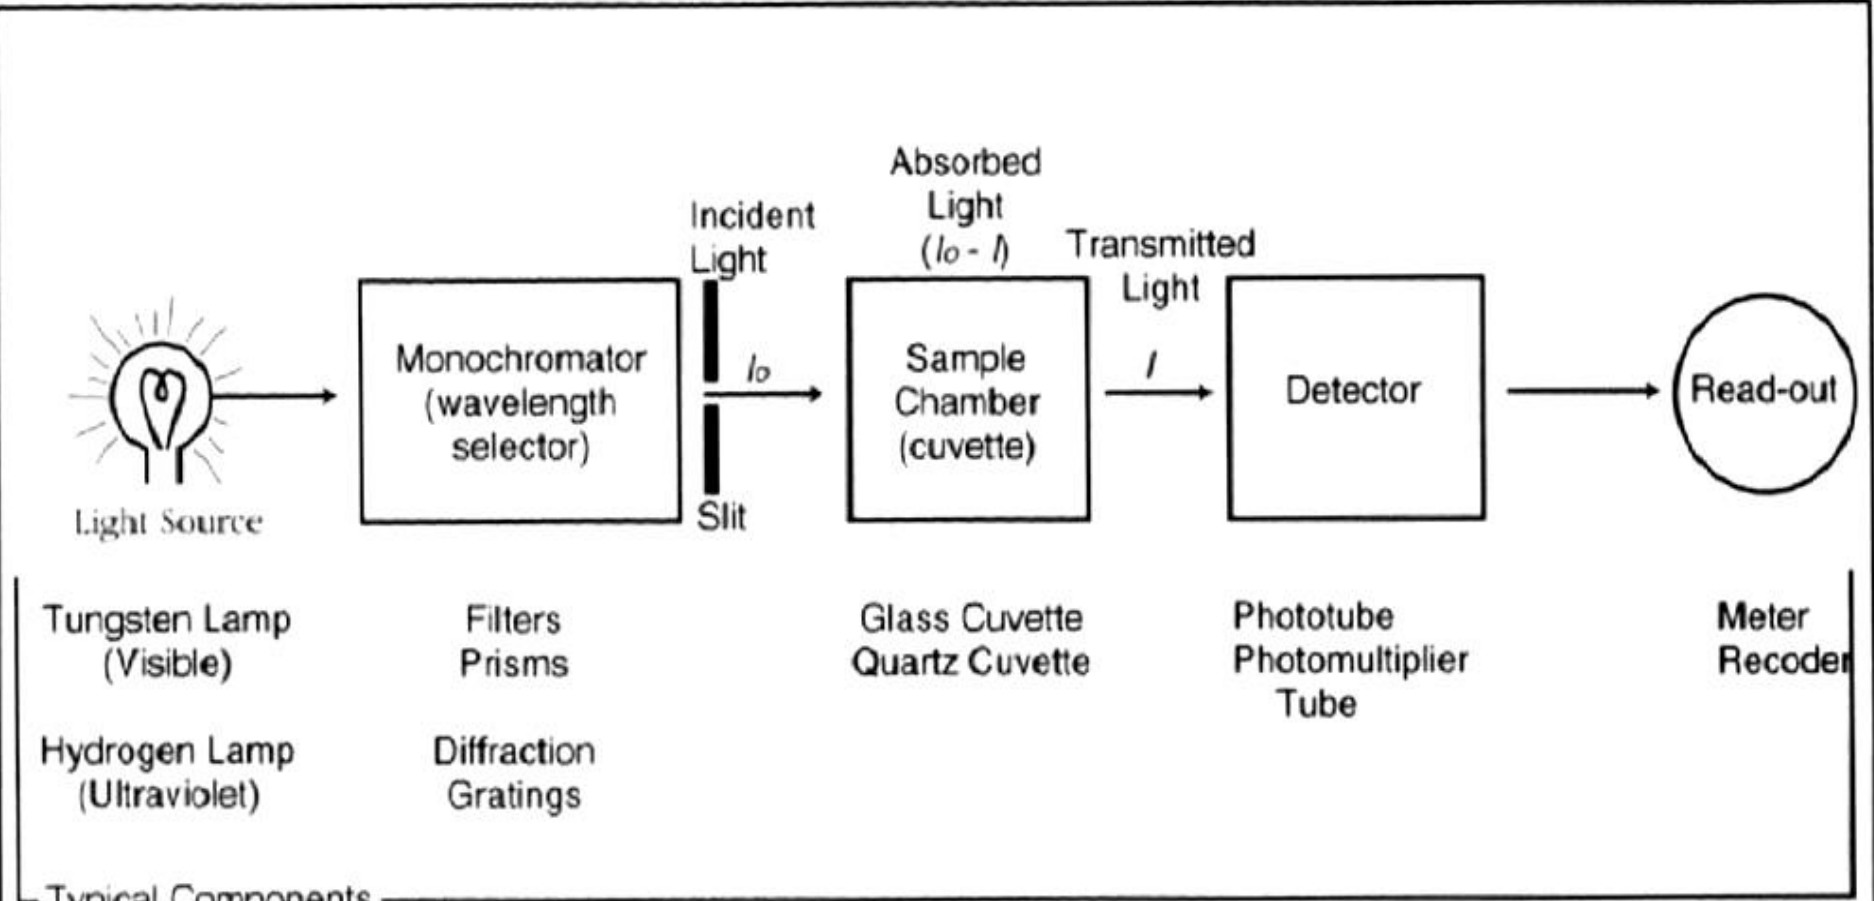 Absorbed
Light
(Io - I)
Incident
Light
Transmitted
Light
Monochromator
(wavelength
selector)
Io
Sample
Chamber
(cuvette)
I
Detector
Read-out
Slit
Light Source
Tungsten Lamp
(Visible)
Hydrogen Lamp
(Ultraviolet)
Filters
Prisms
Diffraction
Gratings
Glass Cuvette
Quartz Cuvette
Phototube
Photomultiplier
Tube
Meter
Recoder
Typical Components